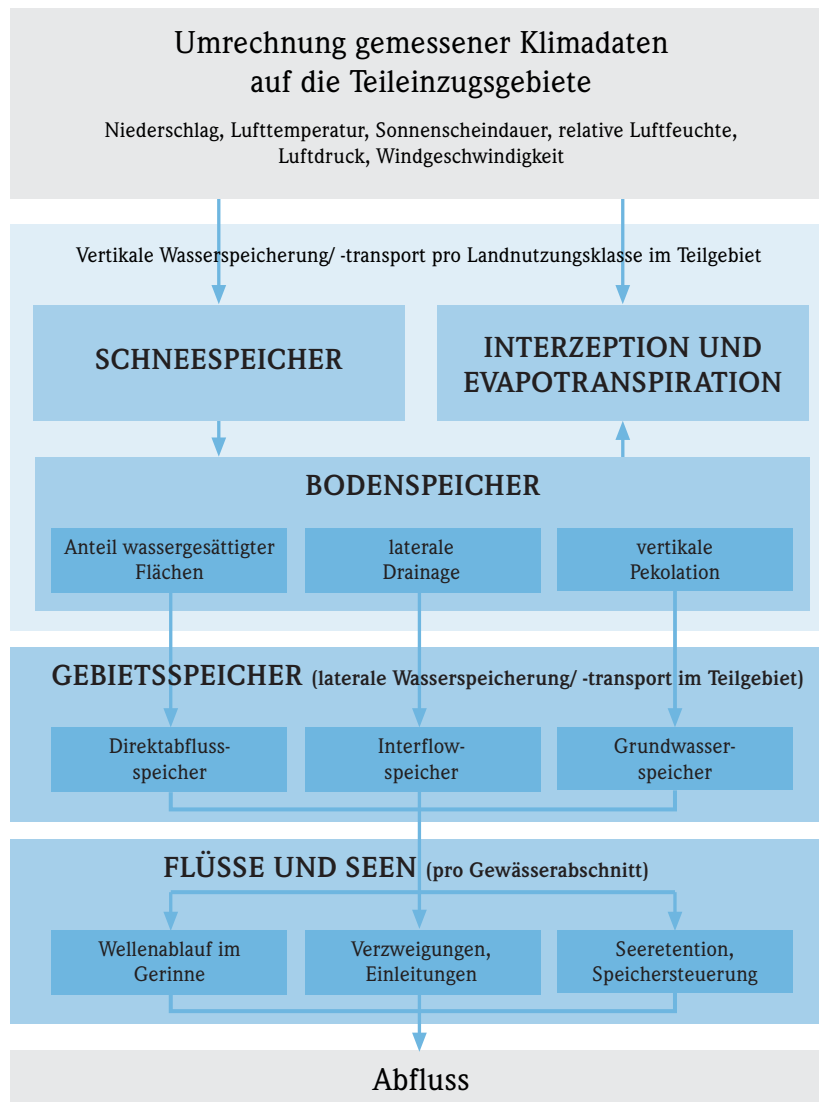 Umrechnung gemessener Klimadaten
auf die Teileinzugsgebiete
Niederschlag, Lufttemperatur, Sonnenscheindauer, relative Luftfeuchte,
Luftdruck, Windgeschwindigkeit
Vertikale Wasserspeicherung/ -transport pro Landnutzungsklasse im Teilgebiet
SCHNEESPEICHER
INTERZEPTION UND
EVAPOTRANSPIRATION
BODENSPEICHER
Anteil wassergesättigter
Flächen
laterale
Drainage
vertikale
Pekolation
GEBIETSSPEICHER (laterale Wasserspeicherung/ -transport im Teilgebiet)
Direktabfluss-
speicher
Interflow-
speicher
Grundwasser-
speicher
FLÜSSE UND SEEN (pro Gewässerabschnitt)
Wellenablauf im
Gerinne
Verzweigungen,
Einleitungen
Seeretention,
Speichersteuerung
Abfluss